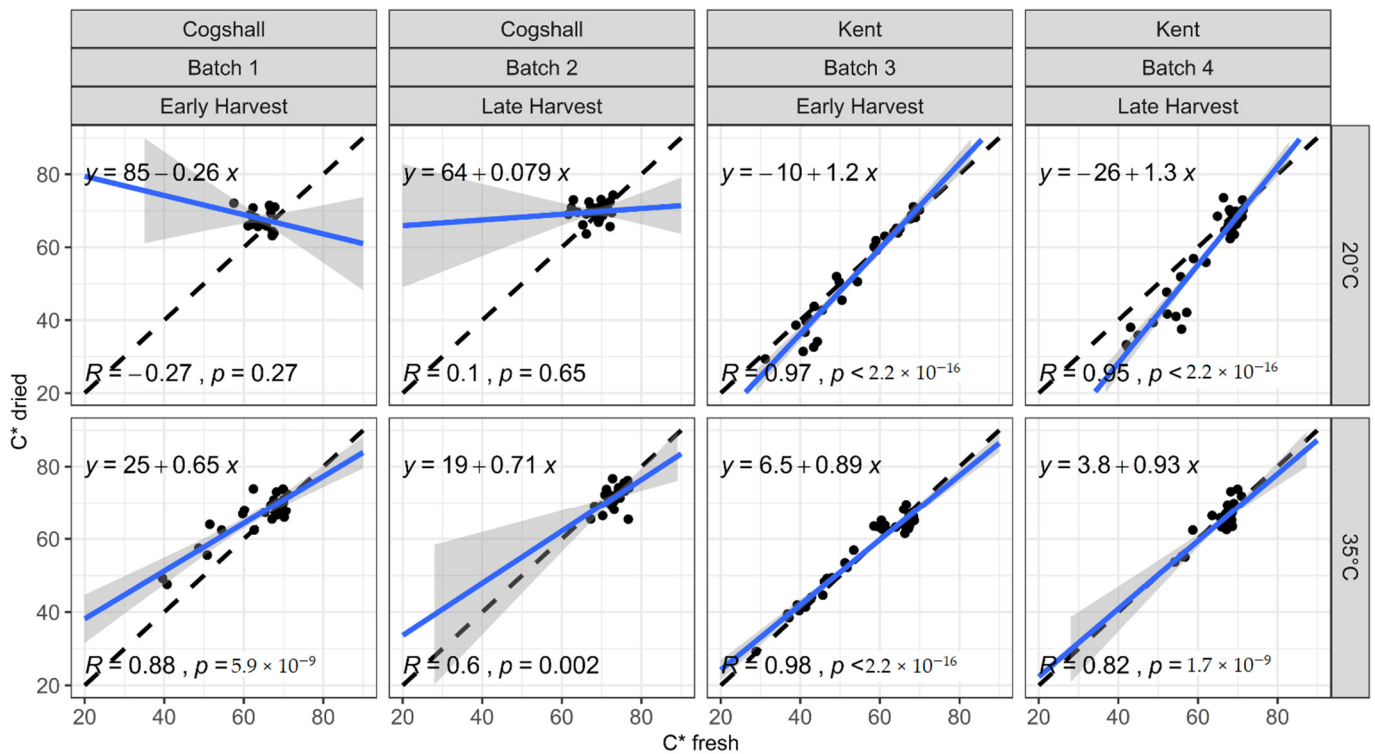 Cogshall Cogshall Kent Kent
Batch 1 Batch 2 Batch 3 Batch 4
Early Harvest Late Harvest Early Harvest Late Harvest
y = 85 − 0.26 x y = 64 + 0.079 x y = −10 + 1.2 x y = −26 + 1.3 x
80
60
20°C
40
R = −0.27 , p = 0.27 R = 0.1 , p = 0.65 R = 0.97 , p < 2.2 × 10⁻¹⁶ R = 0.95 , p < 2.2 × 10⁻¹⁶
20
C* dried
y = 25 + 0.65 x y = 19 + 0.71 x y = 6.5 + 0.89 x y = 3.8 + 0.93 x
80
60
35°C
40
R = 0.88 , p = 5.9 × 10⁻⁹ R = 0.6 , p = 0.002 R = 0.98 , p < 2.2 × 10⁻¹⁶ R = 0.82 , p = 1.7 × 10⁻⁹
20
20 40 60 80 20 40 60 80 20 40 60 80 20 40 60 80
C* fresh